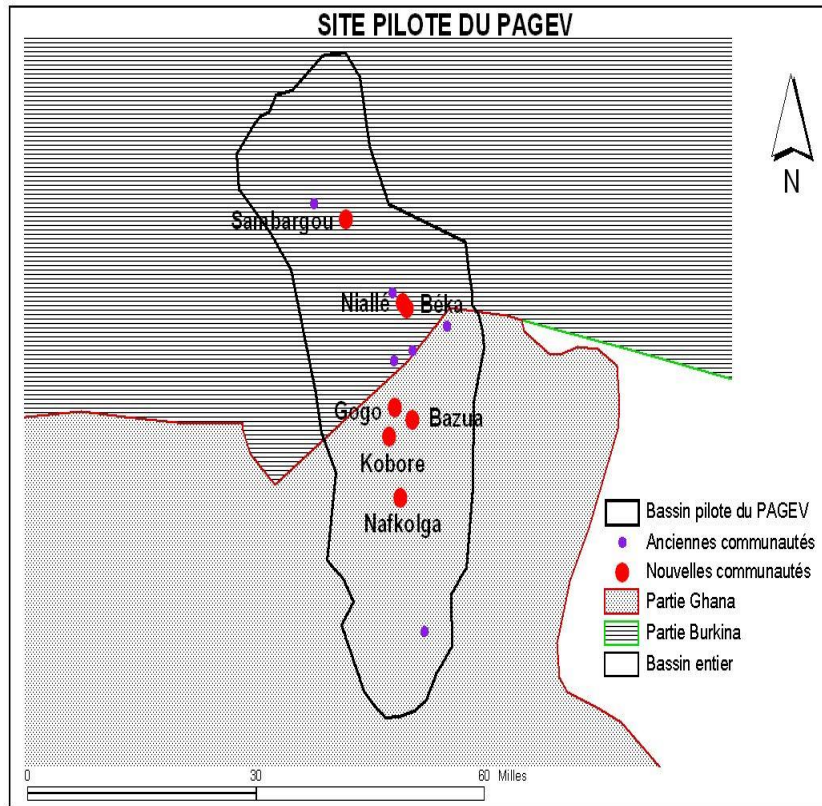 SITE PILOTE DU PAGEV
N
Sambargou
Niallé
Béka
Gogo
Bazua
Kobore
Nafkolga
Bassin pilote du PAGEV
Anciennes communautés
Nouvelles communautés
Partie Ghana
Partie Burkina
Bassin entier
0 30 60 Milles